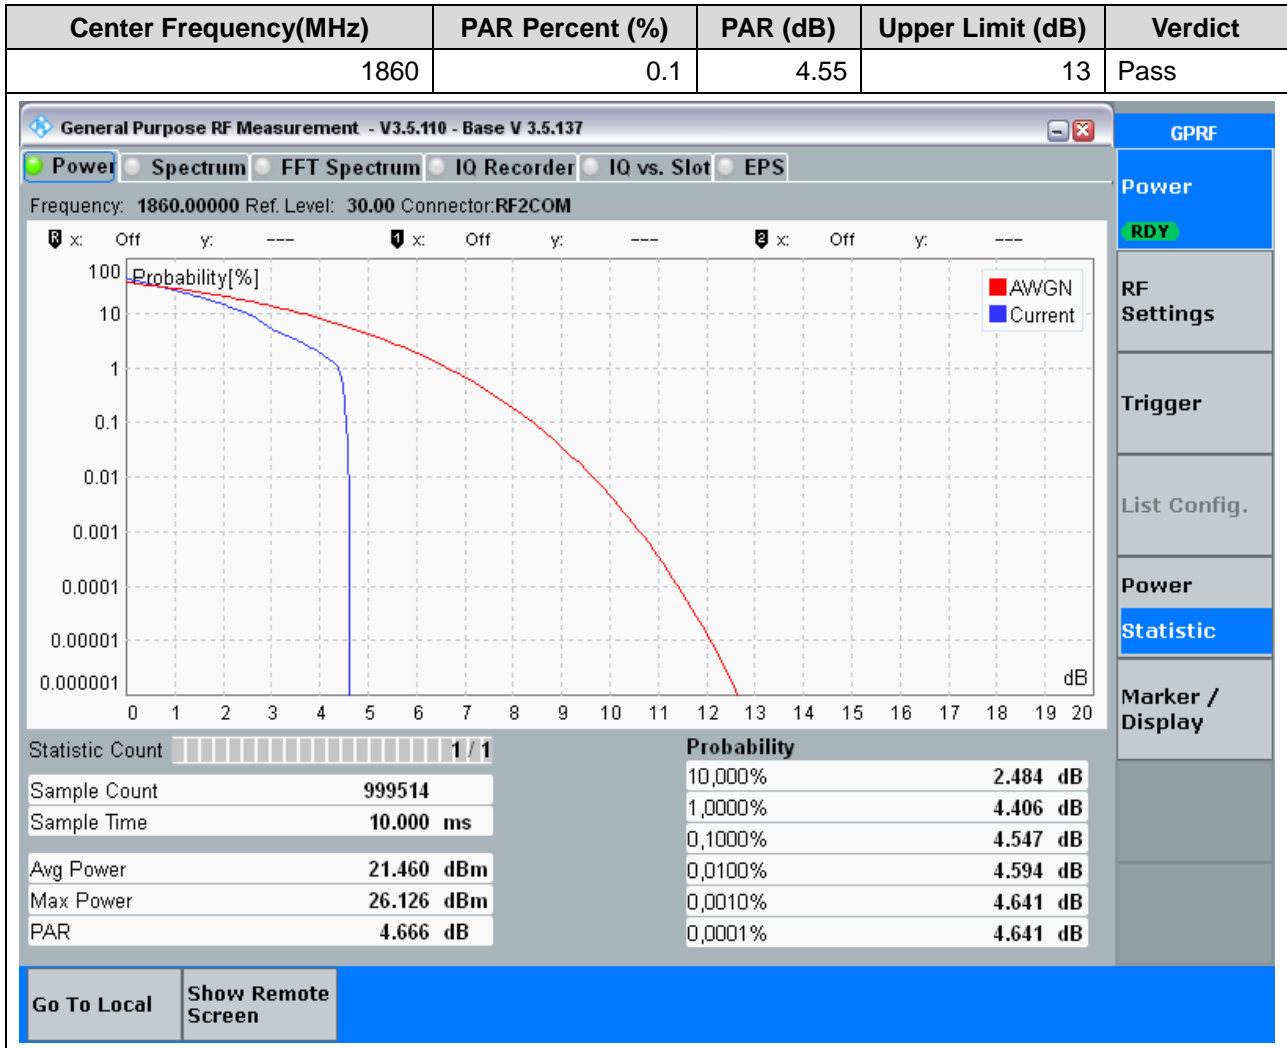 Center Frequency(MHz) PAR Percent (%) PAR (dB) Upper Limit (dB) Verdict
1860 0.1 4.55 13 Pass
General Purpose RF Measurement - V3.5.110 - Base V 3.5.137
GPRF
Power Spectrum FFT Spectrum IQ Recorder IQ vs. Slot EPS
Frequency: 1860.00000 Ref. Level: 30.00 Connector:RF2COM
R x: Off y: --- 1 x: Off y: --- 2 x: Off y: ---
Probability[%]
AWGN
Current
100
10
1
0.1
0.01
0.001
0.0001
0.00001
0.000001
dB
0 1 2 3 4 5 6 7 8 9 10 11 12 13 14 15 16 17 18 19 20
Statistic Count 1 / 1
Sample Count 999514
Sample Time 10.000 ms
Avg Power 21.460 dBm
Max Power 26.126 dBm
PAR 4.666 dB
Probability
10,000% 2.484 dB
1,0000% 4.406 dB
0,1000% 4.547 dB
0,0100% 4.594 dB
0,0010% 4.641 dB
0,0001% 4.641 dB
Power
RDY
RF
Settings
Trigger
List Config.
Power
Statistic
Marker /
Display
Go To Local
Show Remote
Screen